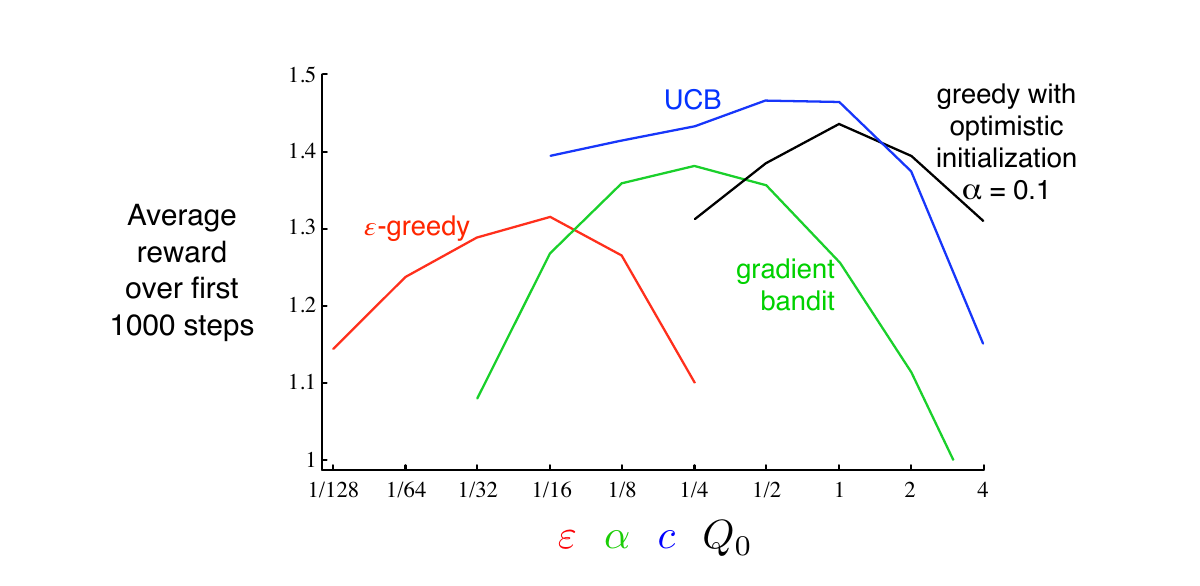 1.5
UCB
greedy with
optimistic
initialization
α = 0.1
1.4
Average
reward
over first
1000 steps
1.3
ε-greedy
gradient
bandit
1.2
1.1
1
1/128 1/64 1/32 1/16 1/8 1/4 1/2 1 2 4
ε α c Q₀